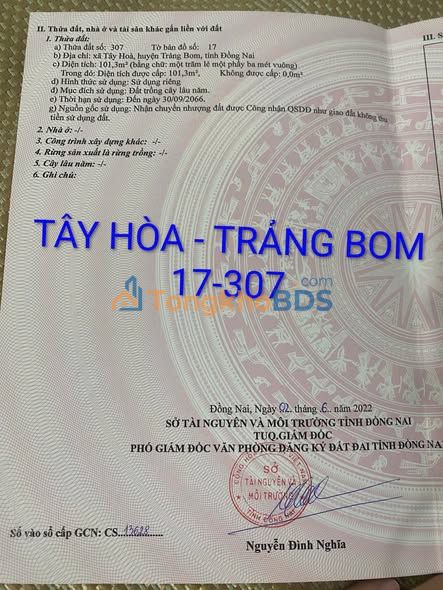 II. Thửa đất, nhà ở và tài sản khác gắn liền với đất
III. S
1. Thửa đất:
a) Thửa đất số: 307 Tờ bản đồ số: 17
b) Địa chỉ: xã Tây Hoà, huyện Trảng Bom, tỉnh Đồng Nai
c) Diện tích: 101,3m² (bằng chữ: một trăm lẻ một phẩy ba mét vuông)
Trong đó: Diện tích được cấp: 101,3m², Không được cấp: 0,0m²
d) Hình thức sử dụng: Sử dụng riêng
đ) Mục đích sử dụng: Đất trồng cây lâu năm.
e) Thời hạn sử dụng: Đến ngày 30/09/2066.
g) Nguồn gốc sử dụng: Nhận chuyển nhượng đất được Công nhận QSDĐ như giao đất không thu
tiền sử dụng đất.
2. Nhà ở: -/-
3. Công trình xây dựng khác: -/-
4. Rừng sản xuất là rừng trồng: -/-
5. Cây lâu năm: -/-
6. Ghi chú:
TÂY HÒA - TRẢNG BOM
17-307
TongkhoBDS.com
Đồng Nai, Ngày 02. tháng .6.. năm 2022
SỞ TÀI NGUYÊN VÀ MÔI TRƯỜNG TỈNH ĐỒNG NAI
TUQ.GIÁM ĐỐC
PHÓ GIÁM ĐỐC VĂN PHÒNG ĐĂNG KÝ ĐẤT ĐAI TỈNH ĐỒNG NA
SỞ
TÀI NGUYÊN VÀ
MÔI TRƯỜNG
TỈNH ĐỒNG NAI
Số vào sổ cấp GCN: CS..13628......
Nguyễn Đình Nghĩa